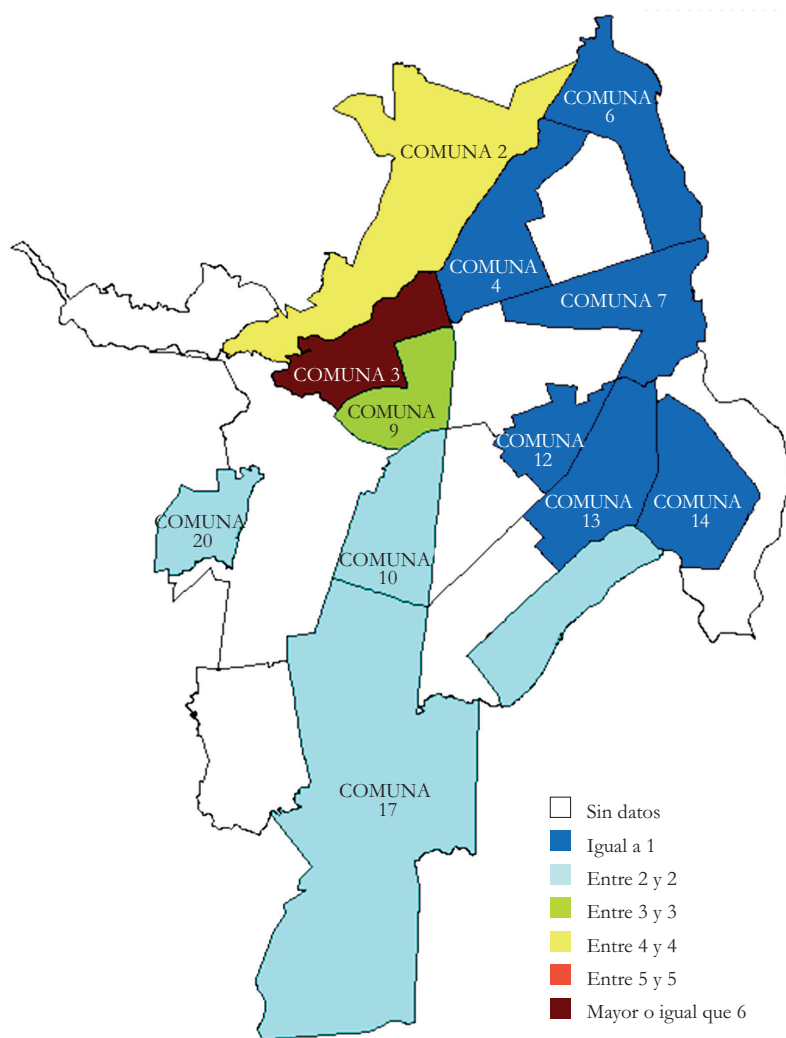 COMUNA
6
COMUNA 2
COMUNA
4
COMUNA 7
COMUNA 3
COMUNA
9
COMUNA
12
COMUNA
13
COMUNA
14
COMUNA
20
COMUNA
10
COMUNA
17
Sin datos
Igual a 1
Entre 2 y 2
Entre 3 y 3
Entre 4 y 4
Entre 5 y 5
Mayor o igual que 6